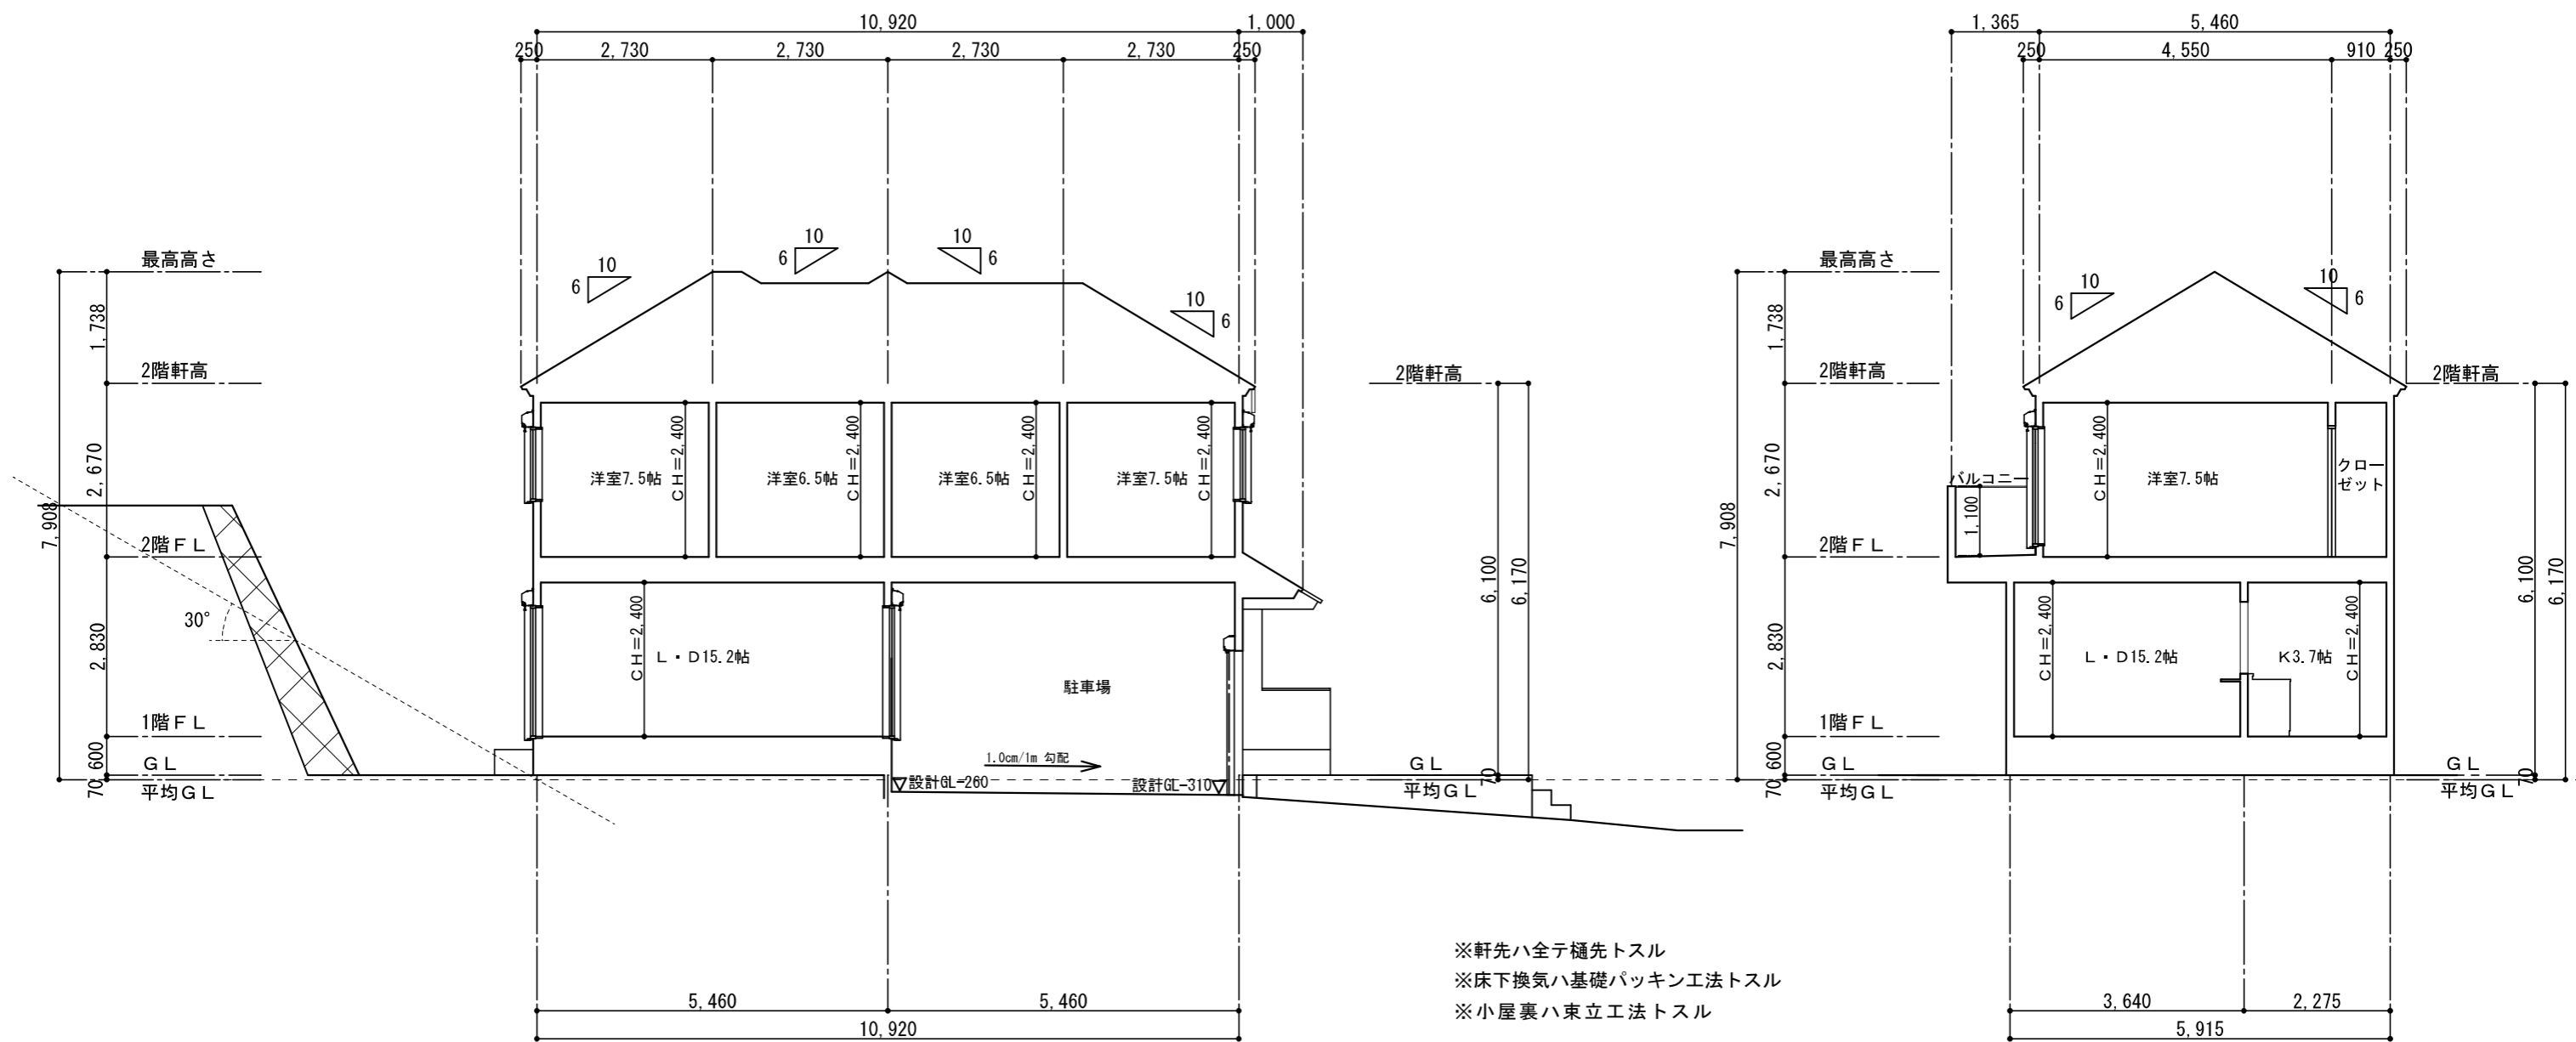 10,920
1,000
250
2,730
2,730
2,730
2,730
250
10
6
10
6
10
6
10
6
最高高さ
1,738
2階軒高
2,670
7,908
2階ＦＬ
2,830
1階ＦＬ
600
ＧＬ
70
平均ＧＬ
30°
洋室7.5帖
ＣＨ＝2,400
洋室6.5帖
ＣＨ＝2,400
洋室6.5帖
ＣＨ＝2,400
洋室7.5帖
ＣＨ＝2,400
ＣＨ＝2,400
Ｌ・Ｄ15.2帖
駐車場
1.0cm/1m 勾配
設計GL-260
設計GL-310
2階軒高
6,100
6,170
ＧＬ
70
平均ＧＬ
5,460
5,460
10,920
1,365
5,460
250
4,550
910
250
10
6
10
6
最高高さ
1,738
2階軒高
2,670
7,908
2階ＦＬ
2,830
1階ＦＬ
600
ＧＬ
70
平均ＧＬ
バルコニー
1,100
ＣＨ＝2,400
洋室7.5帖
クロー
ゼット
ＣＨ＝2,400
Ｌ・Ｄ15.2帖
Ｋ3.7帖
ＣＨ＝2,400
2階軒高
6,100
6,170
ＧＬ
70
平均ＧＬ
3,640
2,275
5,915
※軒先ハ全テ樋先トスル
※床下換気ハ基礎パッキン工法トスル
※小屋裏ハ束立工法トスル